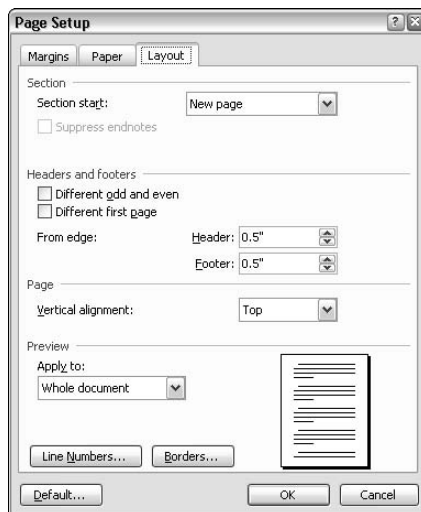 Page Setup
Margins Paper Layout
Section
Section start: New page
Suppress endnotes
Headers and footers
Different odd and even
Different first page
From edge: Header: 0.5"
Footer: 0.5"
Page
Vertical alignment: Top
Preview
Apply to:
Whole document
Line Numbers... Borders...
Default... OK Cancel